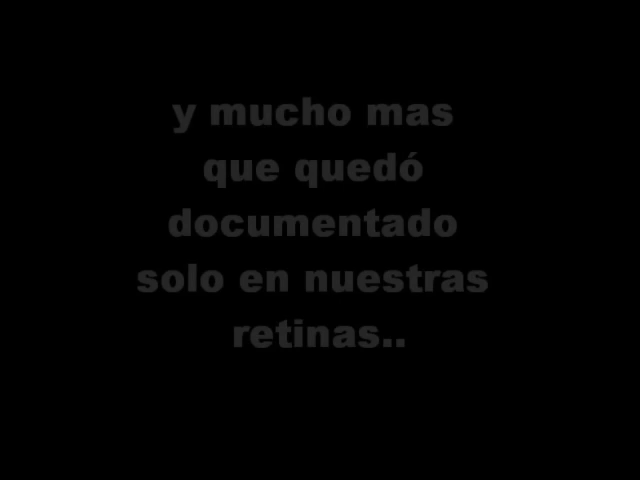 y mucho mas
que quedó
documentado
solo en nuestras
retinas..